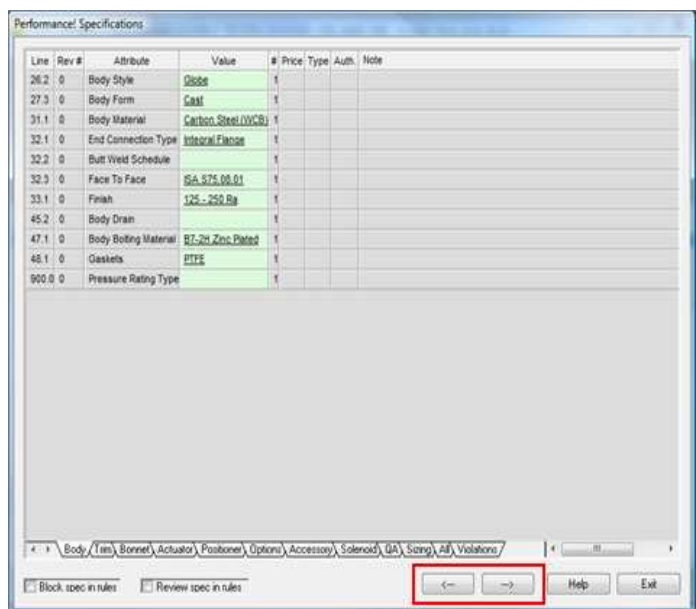 Performance! Specifications
Line Rev # Attribute Value # Price Type Auth. Note
26.2 0 Body Style Globe 1
27.3 0 Body Form Cast 1
31.1 0 Body Material Carbon Steel (WCB) 1
32.1 0 End Connection Type Integral Flange 1
32.2 0 Butt Weld Schedule 1
32.3 0 Face To Face ISA S75.08.01 1
33.1 0 Finish 125 - 250 Ra 1
45.2 0 Body Drain 1
47.1 0 Body Bolting Material B7-2H Zinc Plated 1
48.1 0 Gaskets PTFE 1
900.0 0 Pressure Rating Type 1
Body Trim Bonnet Actuator Positioner Options Accessory Solenoid QA Sizing All Violations
Block spec in rules Review spec in rules <-- --> Help Exit